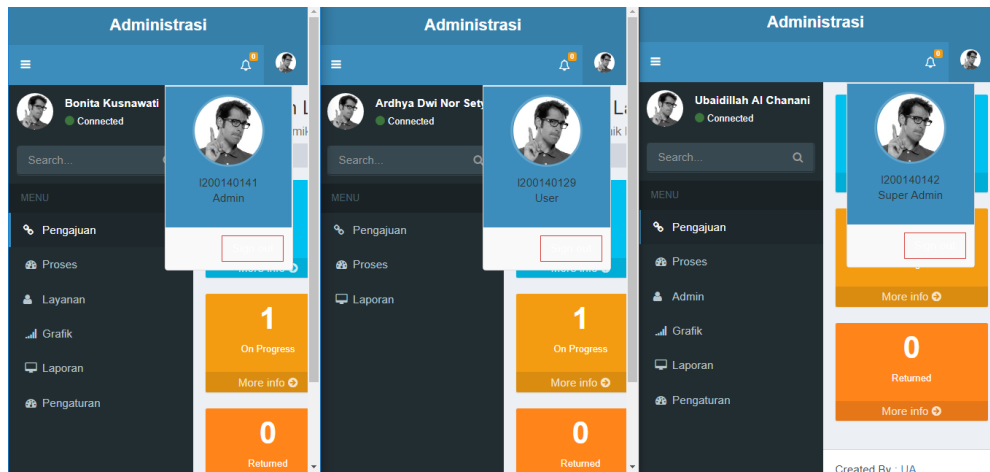 Administrasi
0
Bonita Kusnawati
Connected
Search...
MENU
Pengajuan
Proses
Layanan
Grafik
Laporan
Pengaturan
I200140141
Admin
More info
1
On Progress
More info
0
Returned
Administrasi
0
Ardhya Dwi Nor Sety
Connected
Search...
MENU
Pengajuan
Proses
Laporan
I200140129
User
More info
1
On Progress
More info
0
Returned
Administrasi
0
Ubaidillah Al Chanani
Connected
Search...
MENU
Pengajuan
Proses
Admin
Grafik
Laporan
Pengaturan
I200140142
Super Admin
More info
0
Returned
More info
Created By : UA